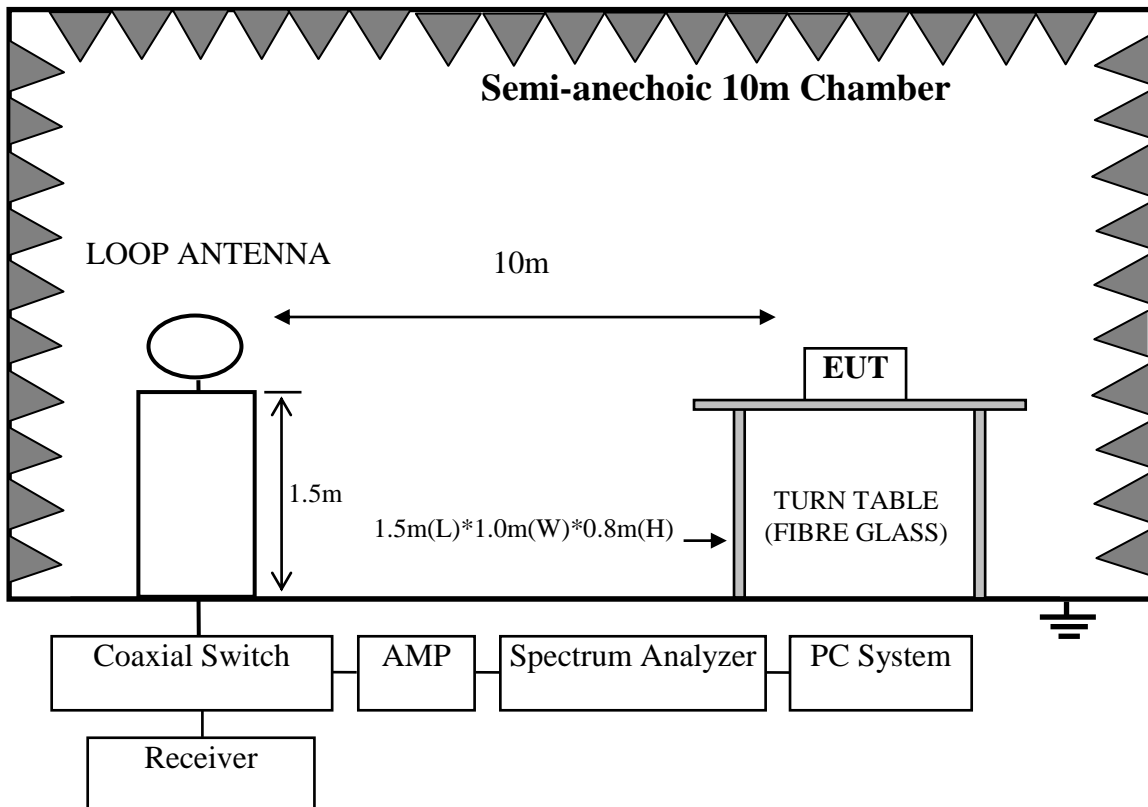 Semi-anechoic 10m Chamber
LOOP ANTENNA
10m
EUT
1.5m
1.5m(L)*1.0m(W)*0.8m(H)
TURN TABLE
(FIBRE GLASS)
Coaxial Switch
AMP
Spectrum Analyzer
PC System
Receiver